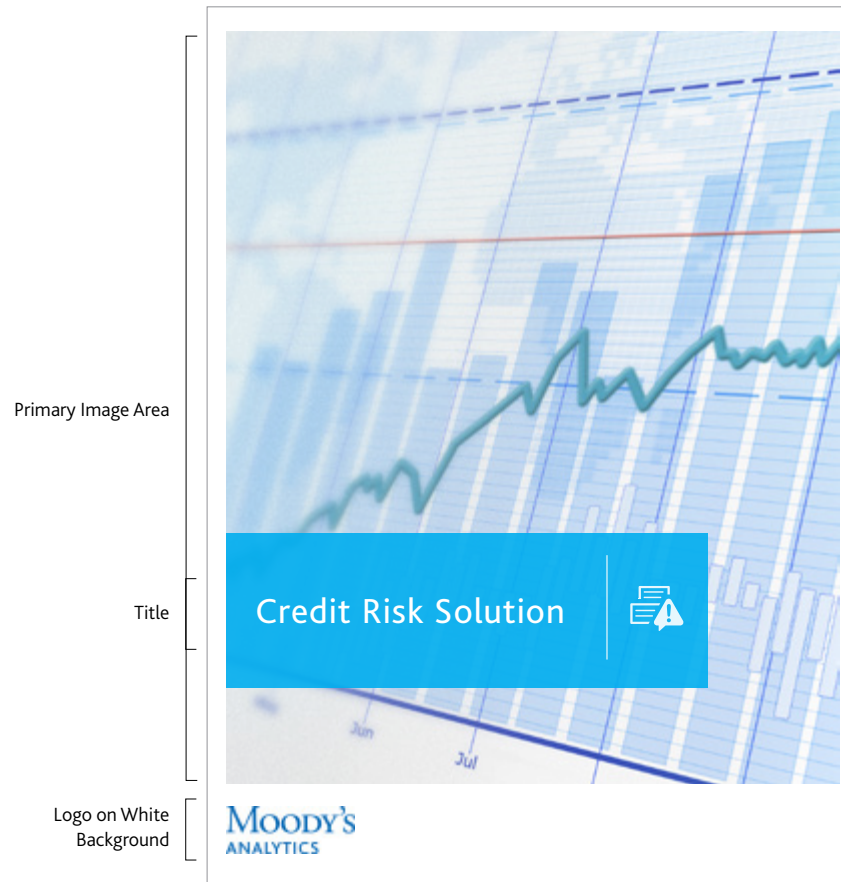 Primary Image Area
Title
Credit Risk Solution
Jun
Jul
Logo on White
Background
MOODY'S
ANALYTICS